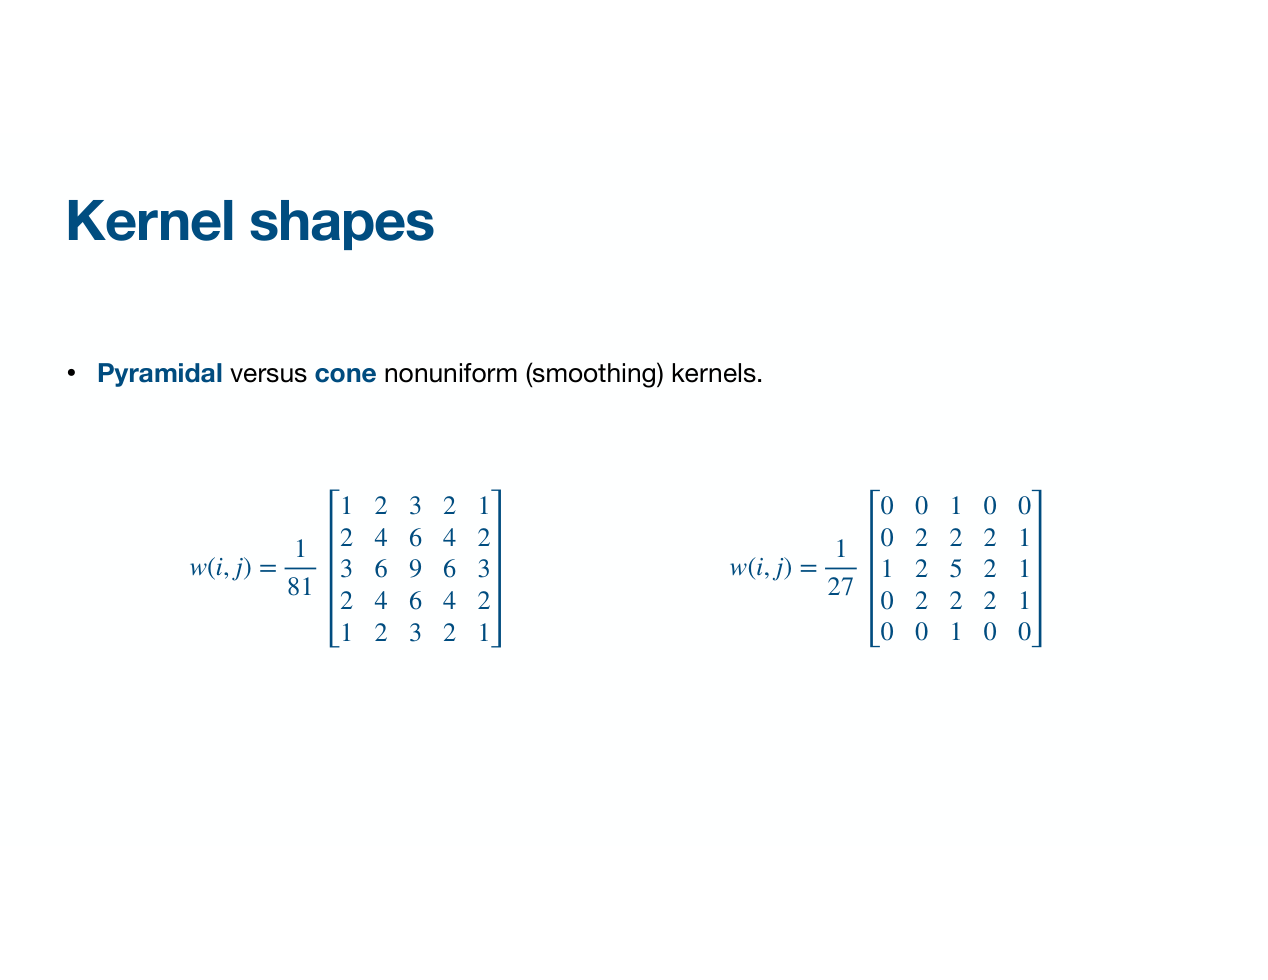 Kernel shapes
• Pyramidal versus cone nonuniform (smoothing) kernels.
w(i, j) = 1/81 [1 2 3 2 1
2 4 6 4 2
3 6 9 6 3
2 4 6 4 2
1 2 3 2 1]
w(i, j) = 1/27 [0 0 1 0 0
0 2 2 2 1
1 2 5 2 1
0 2 2 2 1
0 0 1 0 0]